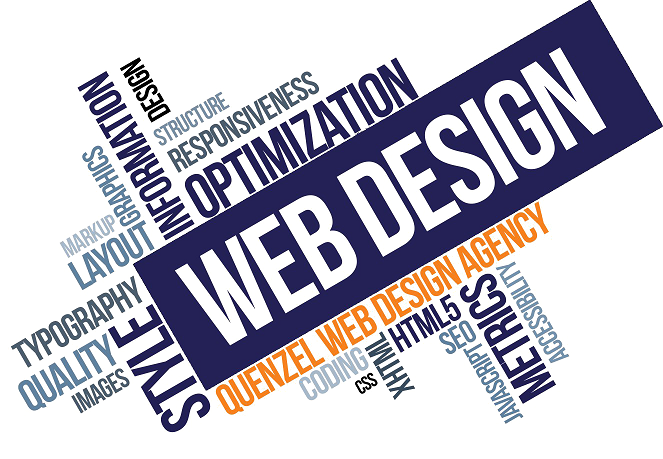 INFORMATION
DESIGN
STRUCTURE
RESPONSIVENESS
OPTIMIZATION
GRAPHICS
MARKUP
LAYOUT
WEB DESIGN
TYPOGRAPHY
QUALITY
IMAGES
STYLE
QUENZEL WEB DESIGN AGENCY
CODING
CSS
XHTML
HTML5
SEO
JAVASCRIPT
METRICS
ACCESSIBILITY